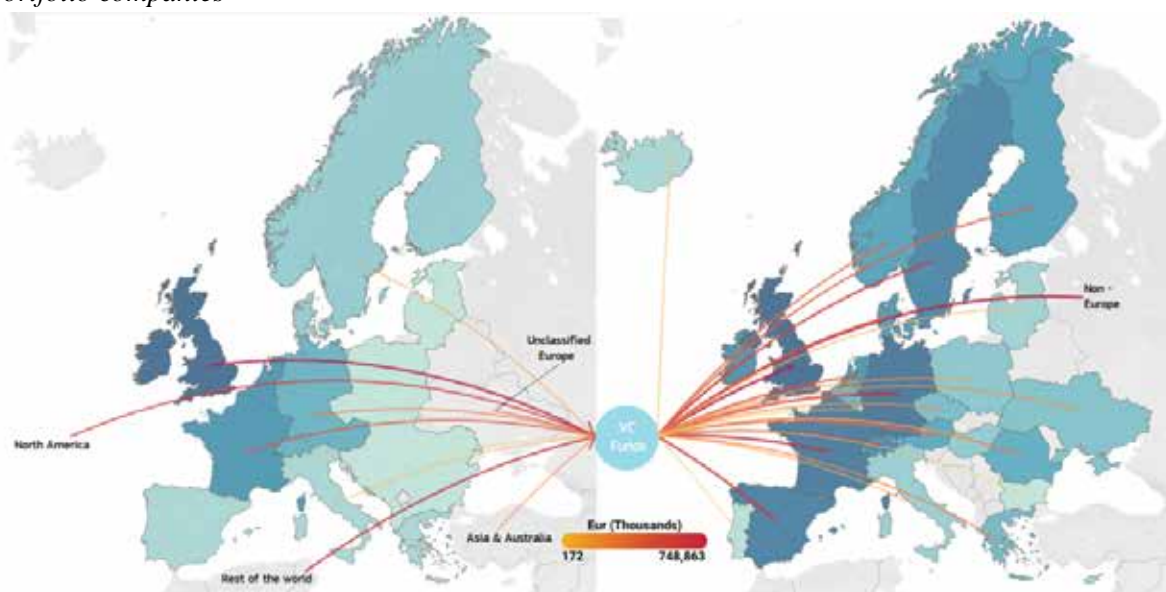 portfolio companies
Unclassified
Europe
North America
Rest of the world
Asia & Australia
VC
Funds
Eur (Thousands)
172
748,863
Non -
Europe